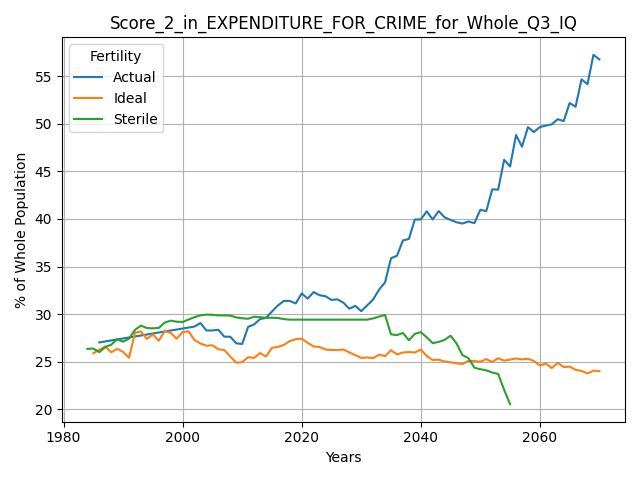 Score_2_in_EXPENDITURE_FOR_CRIME_for_Whole_Q3_IQ
Fertility
Actual
Ideal
Sterile
% of Whole Population
55
50
45
40
35
30
25
20
1980
2000
2020
2040
2060
Years